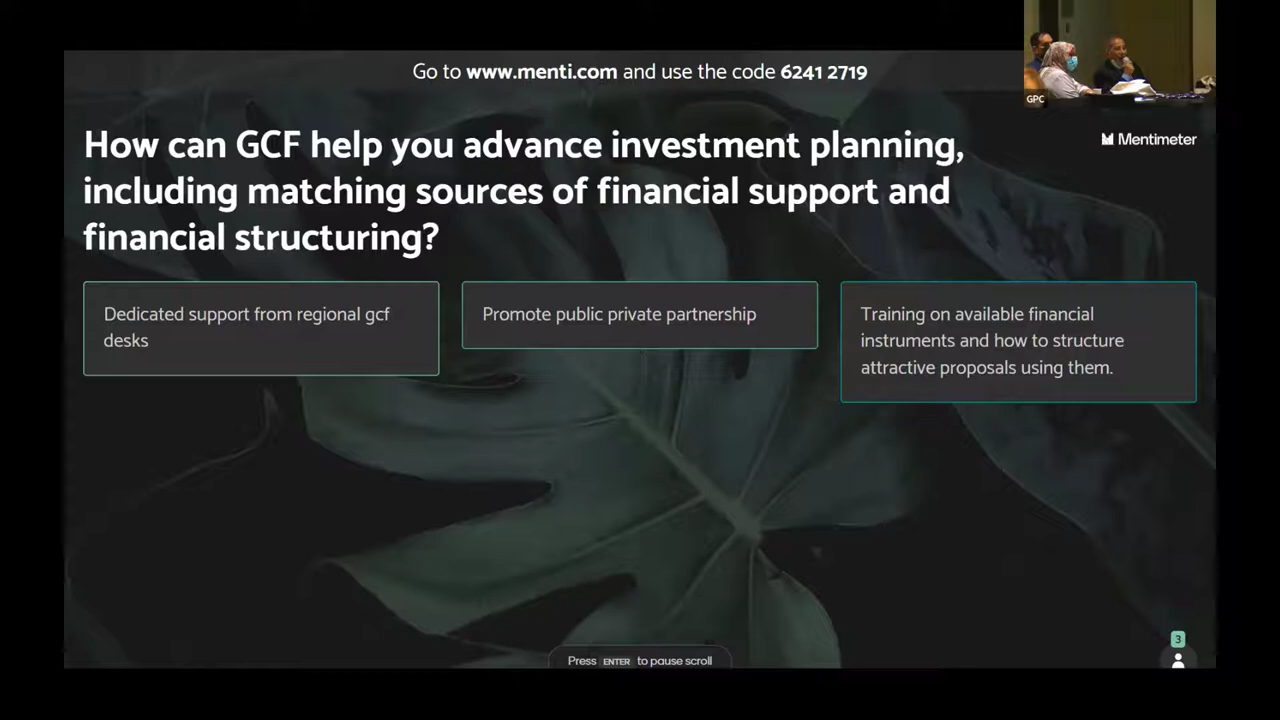 Go to www.menti.com and use the code 6241 2719
GPC
Mentimeter
How can GCF help you advance investment planning,
including matching sources of financial support and
financial structuring?
Dedicated support from regional gcf
desks
Promote public private partnership
Training on available financial
instruments and how to structure
attractive proposals using them.
3
Press ENTER to pause scroll